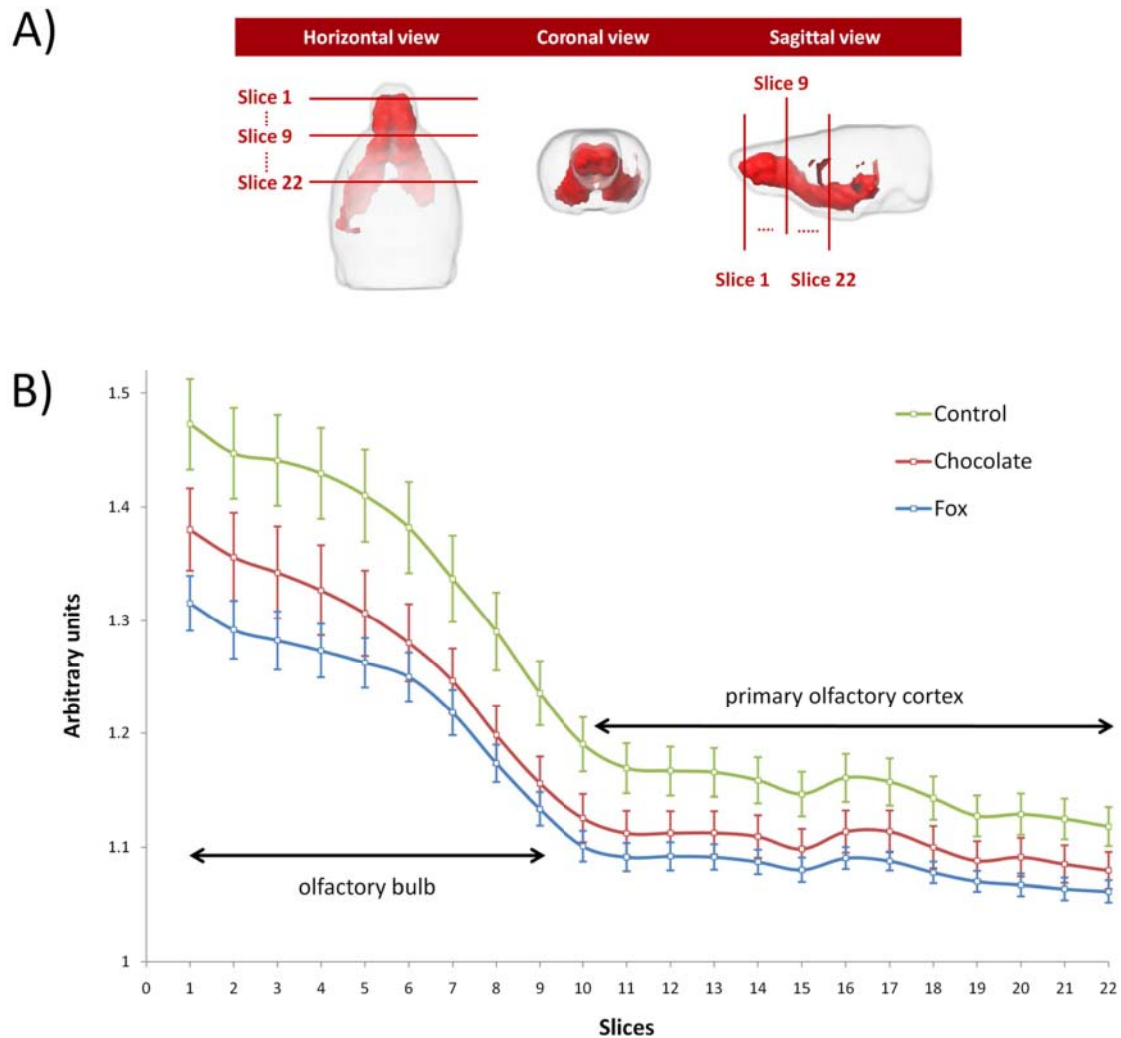 A)
Horizontal view Coronal view Sagittal view
Slice 1
Slice 9
Slice 22
Slice 9
Slice 1 Slice 22
B)
1.5
1.4
1.3
1.2
1.1
1
Arbitrary units
Control
Chocolate
Fox
primary olfactory cortex
olfactory bulb
0 1 2 3 4 5 6 7 8 9 10 11 12 13 14 15 16 17 18 19 20 21 22
Slices